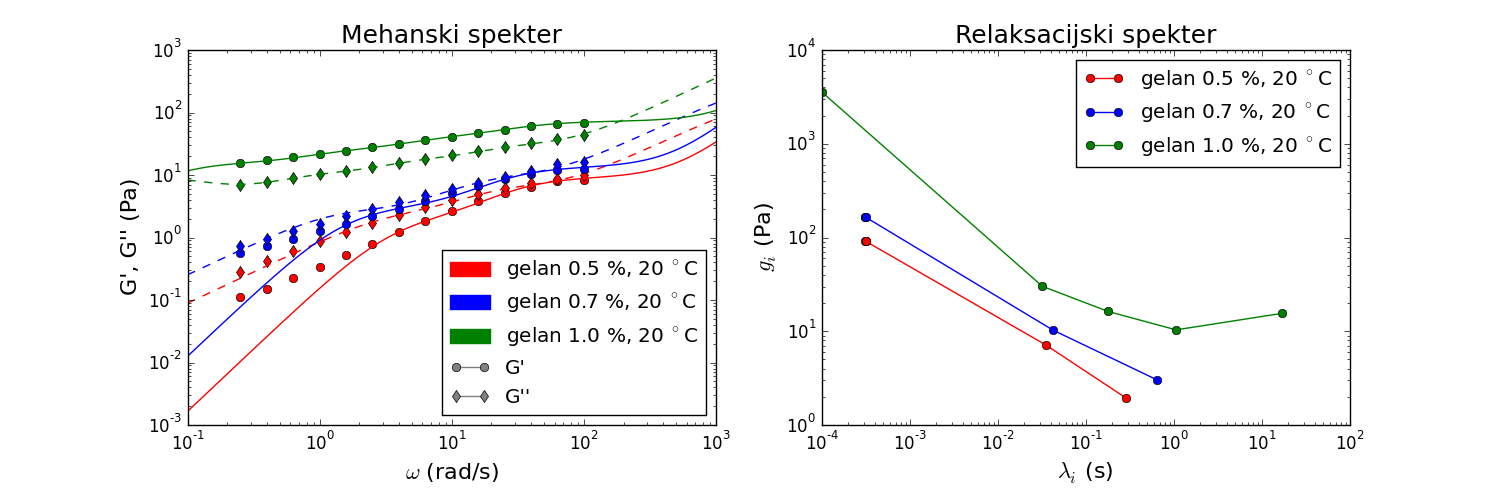 Mehanski spekter
10^3
10^2
10^1
10^0
10^-1
10^-2
10^-3
G', G'' (Pa)
10^-1
10^0
10^1
10^2
10^3
ω (rad/s)
gelan 0.5 %, 20 °C
gelan 0.7 %, 20 °C
gelan 1.0 %, 20 °C
G'
G''
Relaksacijski spekter
10^4
10^3
10^2
10^1
10^0
g_i (Pa)
10^-4
10^-3
10^-2
10^-1
10^0
10^1
10^2
λ_i (s)
gelan 0.5 %, 20 °C
gelan 0.7 %, 20 °C
gelan 1.0 %, 20 °C